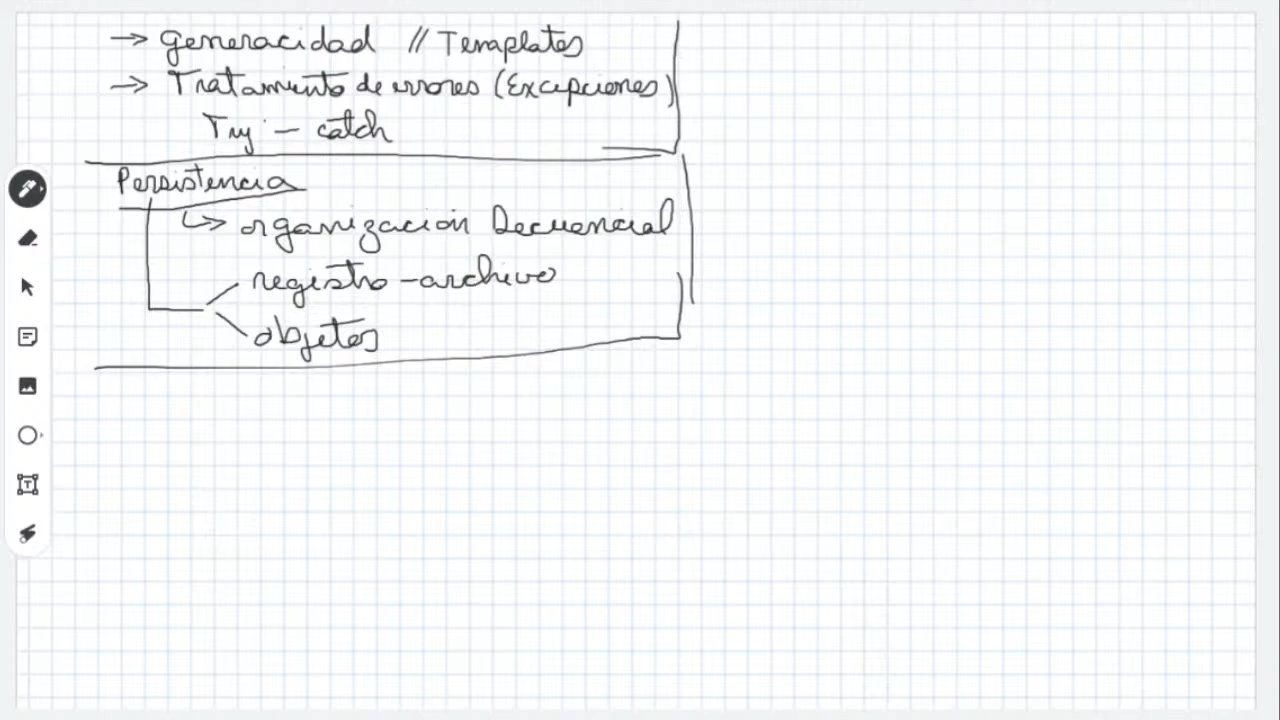 → Generacidad // Templates
→ Tratamiento de errores (Excepciones)
Try - catch
Persistencia
↳ organización Secuencial
registro - archivo
objetos